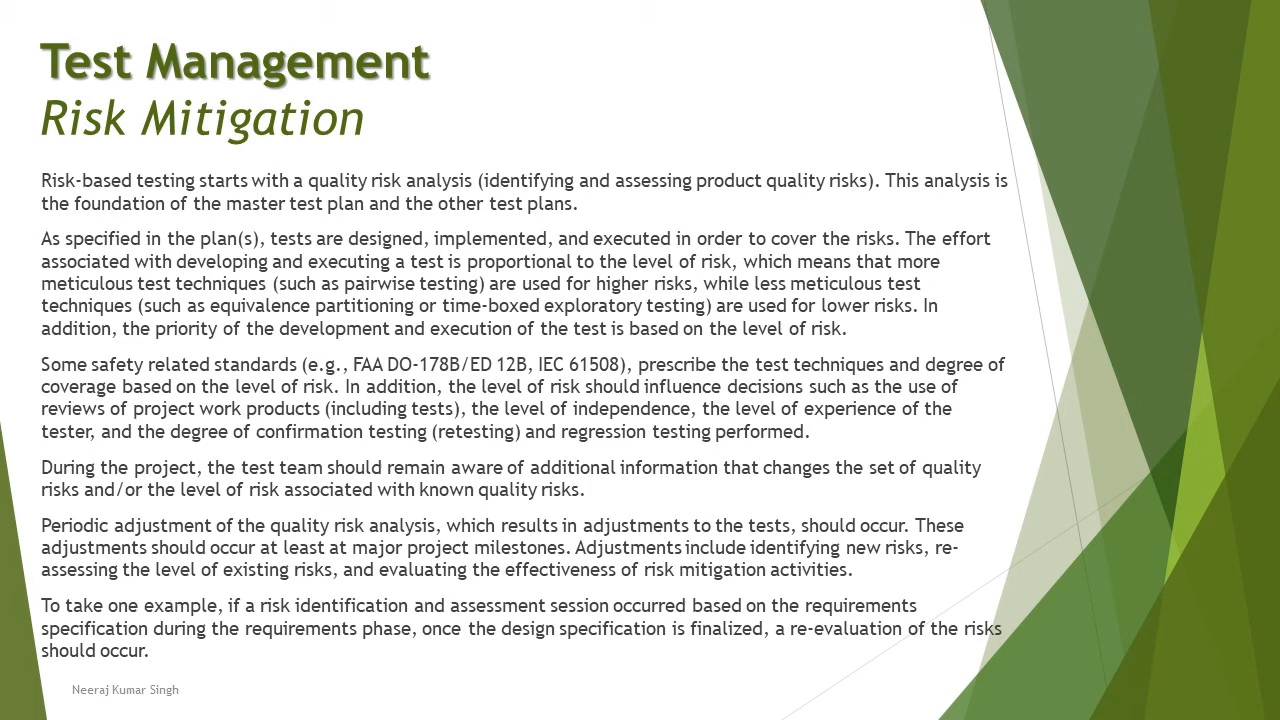 Test Management
Risk Mitigation
Risk-based testing starts with a quality risk analysis (identifying and assessing product quality risks). This analysis is
the foundation of the master test plan and the other test plans.
As specified in the plan(s), tests are designed, implemented, and executed in order to cover the risks. The effort
associated with developing and executing a test is proportional to the level of risk, which means that more
meticulous test techniques (such as pairwise testing) are used for higher risks, while less meticulous test
techniques (such as equivalence partitioning or time-boxed exploratory testing) are used for lower risks. In
addition, the priority of the development and execution of the test is based on the level of risk.
Some safety related standards (e.g., FAA DO-178B/ED 12B, IEC 61508), prescribe the test techniques and degree of
coverage based on the level of risk. In addition, the level of risk should influence decisions such as the use of
reviews of project work products (including tests), the level of independence, the level of experience of the
tester, and the degree of confirmation testing (retesting) and regression testing performed.
During the project, the test team should remain aware of additional information that changes the set of quality
risks and/or the level of risk associated with known quality risks.
Periodic adjustment of the quality risk analysis, which results in adjustments to the tests, should occur. These
adjustments should occur at least at major project milestones. Adjustments include identifying new risks, re-
assessing the level of existing risks, and evaluating the effectiveness of risk mitigation activities.
To take one example, if a risk identification and assessment session occurred based on the requirements
specification during the requirements phase, once the design specification is finalized, a re-evaluation of the risks
should occur.
Neeraj Kumar Singh